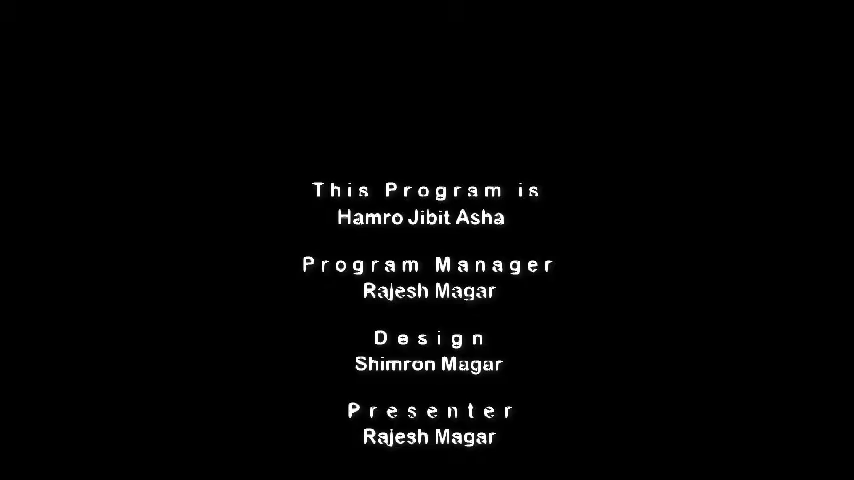 This Program is
Hamro Jibit Asha
Program Manager
Rajesh Magar
Design
Shimron Magar
Presenter
Rajesh Magar